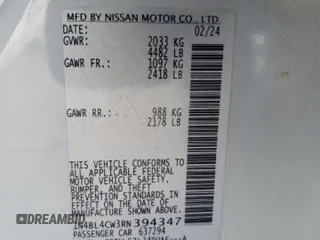 MFD BY NISSAN MOTOR CO., LTD.
DATE: 02/24
GVWR: 2033 KG
4482 LB
GAWR FR.: 1097 KG
2418 LB
GAWR RR.: 988 KG
2178 LB
THIS VEHICLE CONFORMS TO
ALL APPLICABLE FEDERAL
MOTOR VEHICLE SAFETY,
BUMPER, AND THEFT
PREVENTION STANDARDS IN
EFFECT ON THE DATE OF
MANUFACTURE SHOWN ABOVE.
1N4BL4CW3RN394347
PASSENGER CAR 637294
AUTOBIDMASTER